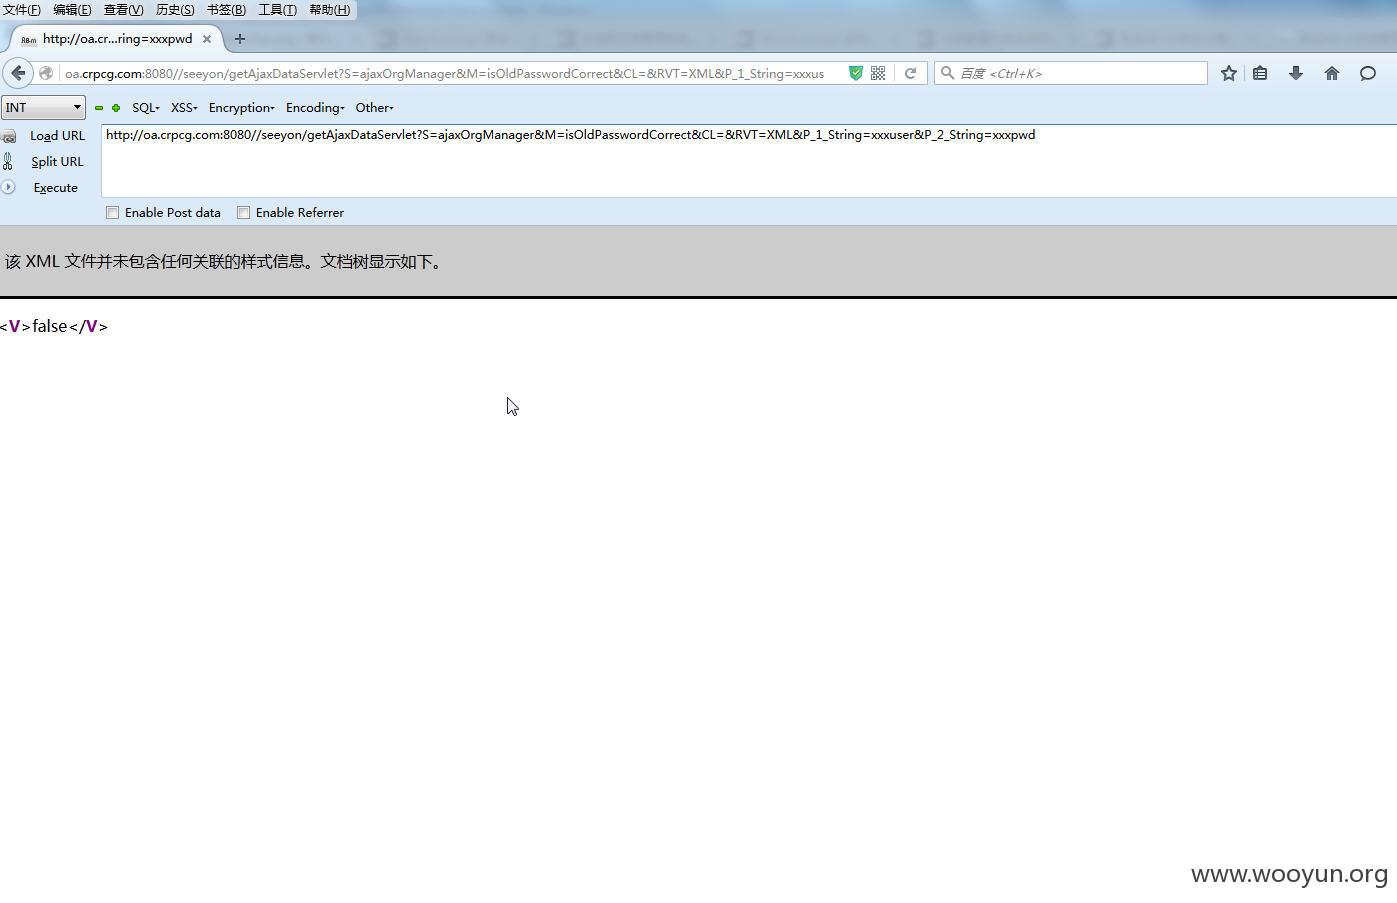 文件(F) 编辑(E) 查看(V) 历史(S) 书签(B) 工具(T) 帮助(H)
http://oa.cr...ring=xxxpwd
oa.crpcg.com:8080//seeyon/getAjaxDataServlet?S=ajaxOrgManager&M=isOldPasswordCorrect&CL=&RVT=XML&P_1_String=xxxus
百度 <Ctrl+K>
INT SQL XSS Encryption Encoding Other
Load URL
http://oa.crpcg.com:8080//seeyon/getAjaxDataServlet?S=ajaxOrgManager&M=isOldPasswordCorrect&CL=&RVT=XML&P_1_String=xxxuser&P_2_String=xxxpwd
Split URL
Execute
Enable Post data Enable Referrer
该 XML 文件并未包含任何关联的样式信息。文档树显示如下。
<V>false</V>
www.wooyun.org